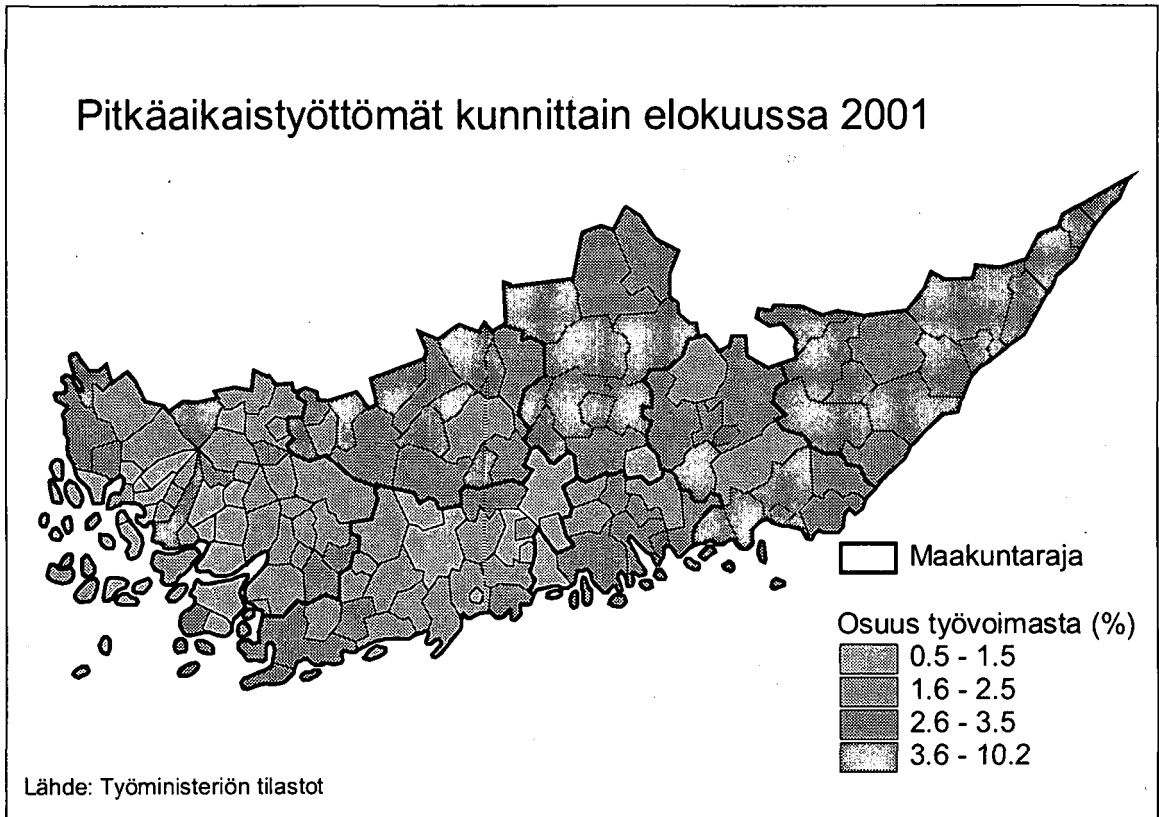 Pitkäaikaistyöttömät kunnittain elokuussa 2001
Maakuntaraja
Osuus työvoimasta (%)
0.5 - 1.5
1.6 - 2.5
2.6 - 3.5
3.6 - 10.2
Lähde: Työministeriön tilastot